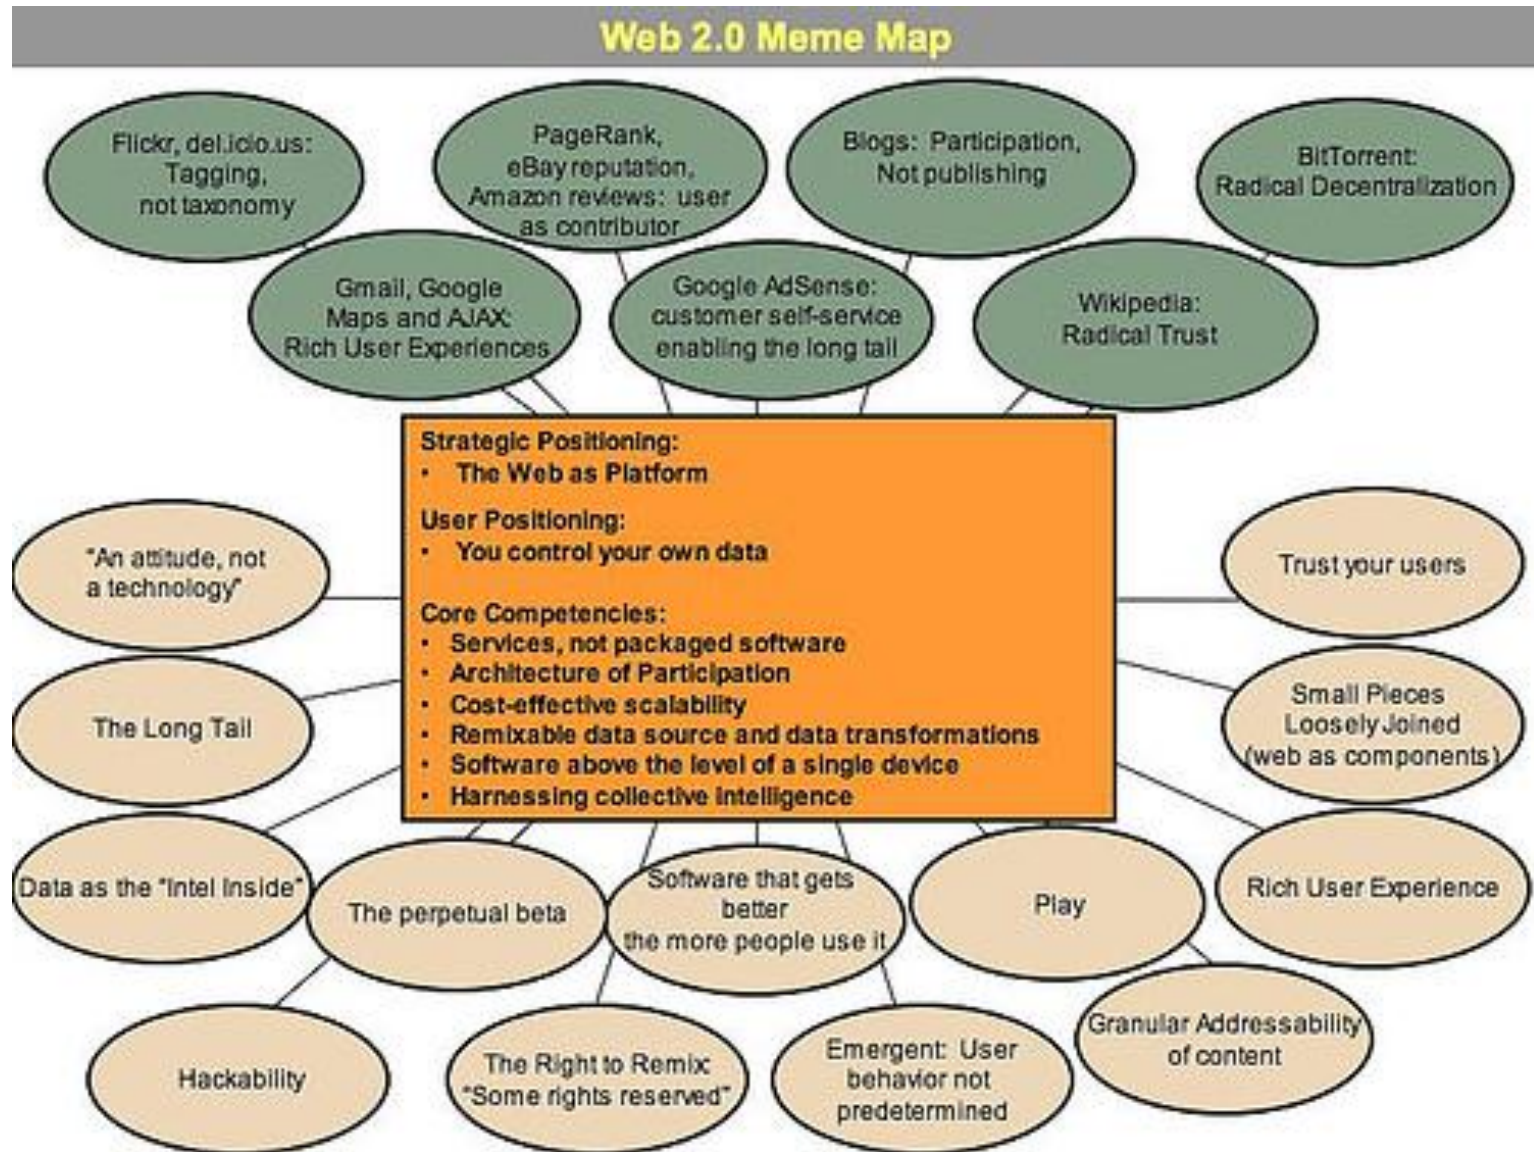 Web 2.0 Meme Map
Flickr, del.icio.us:
Tagging,
not taxonomy
PageRank,
eBay reputation,
Amazon reviews: user
as contributor
Blogs: Participation,
Not publishing
BitTorrent:
Radical Decentralization
Gmail, Google
Maps and AJAX:
Rich User Experiences
Google AdSense:
customer self-service
enabling the long tail
Wikipedia:
Radical Trust
Strategic Positioning:
• The Web as Platform
User Positioning:
• You control your own data
Core Competencies:
• Services, not packaged software
• Architecture of Participation
• Cost-effective scalability
• Remixable data source and data transformations
• Software above the level of a single device
• Harnessing collective intelligence
"An attitude, not
a technology"
The Long Tail
Data as the "Intel Inside"
Hackability
The perpetual beta
The Right to Remix:
"Some rights reserved"
Software that gets
better
the more people use it
Emergent: User
behavior not
predetermined
Play
Granular Addressability
of content
Rich User Experience
Small Pieces
Loosely Joined
(web as components)
Trust your users